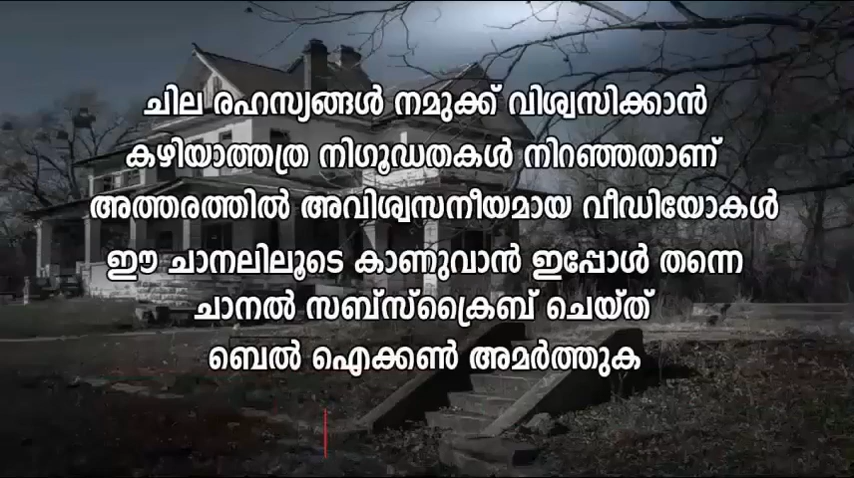 ചില രഹസ്യങ്ങൾ നമുക്ക് വിശ്വസിക്കാൻ
കഴിയാത്തത്ര നിഗൂഡതകൾ നിറഞ്ഞതാണ്
അത്തരത്തിൽ അവിശ്വസനീയമായ വീഡിയോകൾ
ഈ ചാനലിലൂടെ കാണുവാൻ ഇപ്പോൾ തന്നെ
ചാനൽ സബ്സ്ക്രൈബ് ചെയ്ത്
ബെൽ ഐക്കൺ അമർത്തുക